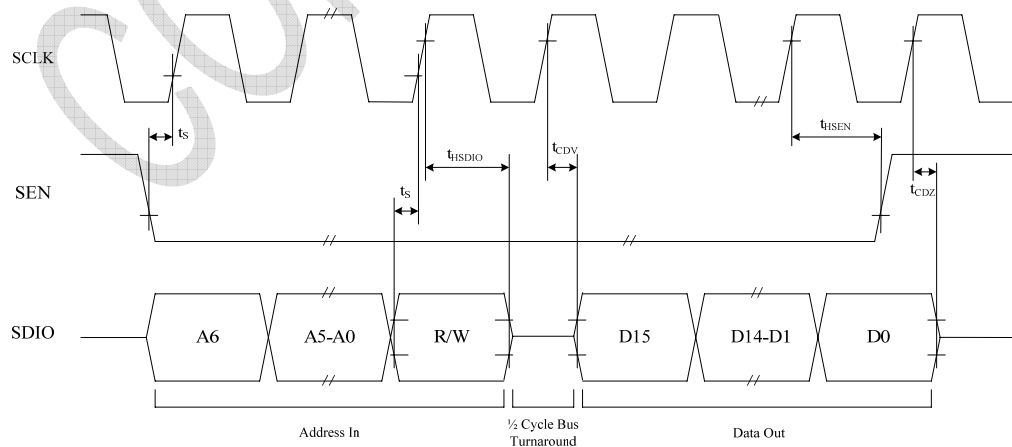 SCLK
tS
tHSDIO
tCDV
tHSEN
SEN
tS
tCDZ
SDIO
A6
A5-A0
R/W
D15
D14-D1
D0
Address In
½ Cycle Bus
Turnaround
Data Out